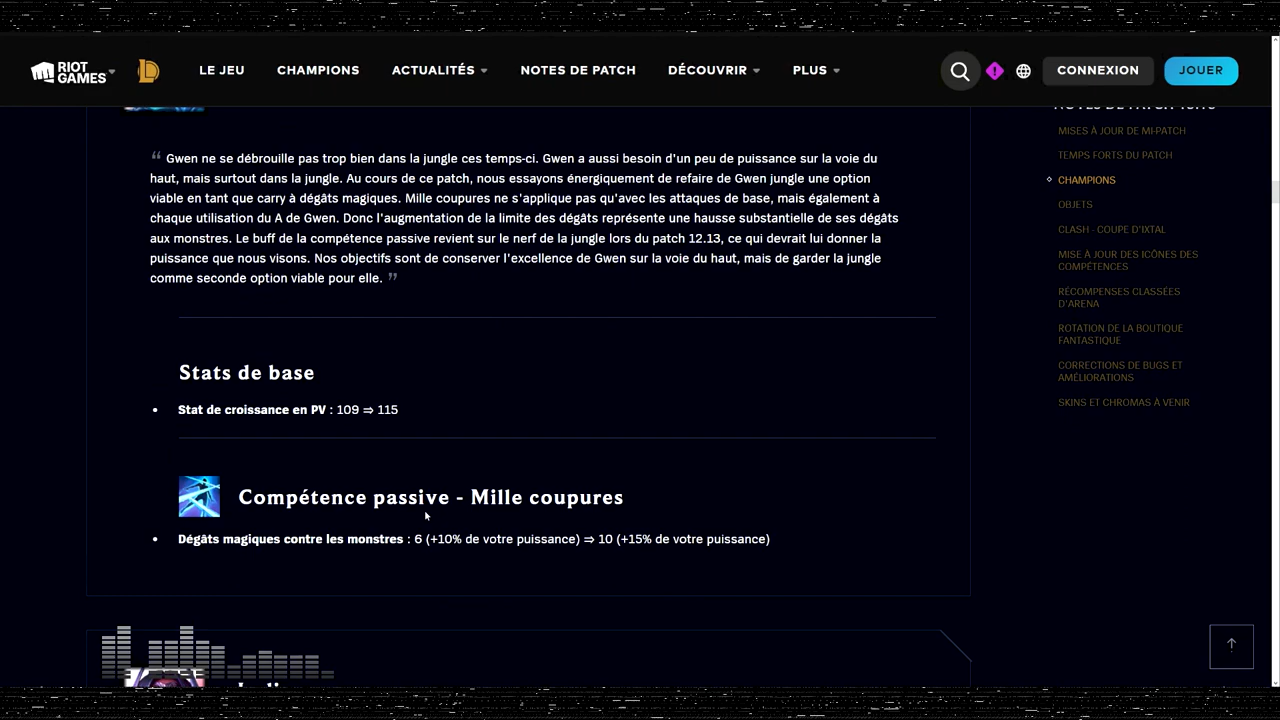 RIOT GAMES
LE JEU
CHAMPIONS
ACTUALITÉS
NOTES DE PATCH
DÉCOUVRIR
PLUS
CONNEXION
JOUER
“ Gwen ne se débrouille pas trop bien dans la jungle ces temps-ci. Gwen a aussi besoin d'un peu de puissance sur la voie du
haut, mais surtout dans la jungle. Au cours de ce patch, nous essayons énergiquement de refaire de Gwen jungle une option
viable en tant que carry à dégâts magiques. Mille coupures ne s'applique pas qu'avec les attaques de base, mais également à
chaque utilisation du A de Gwen. Donc l'augmentation de la limite des dégâts représente une hausse substantielle de ses dégâts
aux monstres. Le buff de la compétence passive revient sur le nerf de la jungle lors du patch 12.13, ce qui devrait lui donner la
puissance que nous visons. Nos objectifs sont de conserver l'excellence de Gwen sur la voie du haut, mais de garder la jungle
comme seconde option viable pour elle. ”
Stats de base
Stat de croissance en PV : 109 ⇒ 115
Compétence passive - Mille coupures
Dégâts magiques contre les monstres : 6 (+10% de votre puissance) ⇒ 10 (+15% de votre puissance)
MISES À JOUR DE MI-PATCH
TEMPS FORTS DU PATCH
CHAMPIONS
OBJETS
CLASH - COUPE D'IXTAL
MISE À JOUR DES ICÔNES DES
COMPÉTENCES
RÉCOMPENSES CLASSÉES
D'ARENA
ROTATION DE LA BOUTIQUE
FANTASTIQUE
CORRECTIONS DE BUGS ET
AMÉLIORATIONS
SKINS ET CHROMAS À VENIR